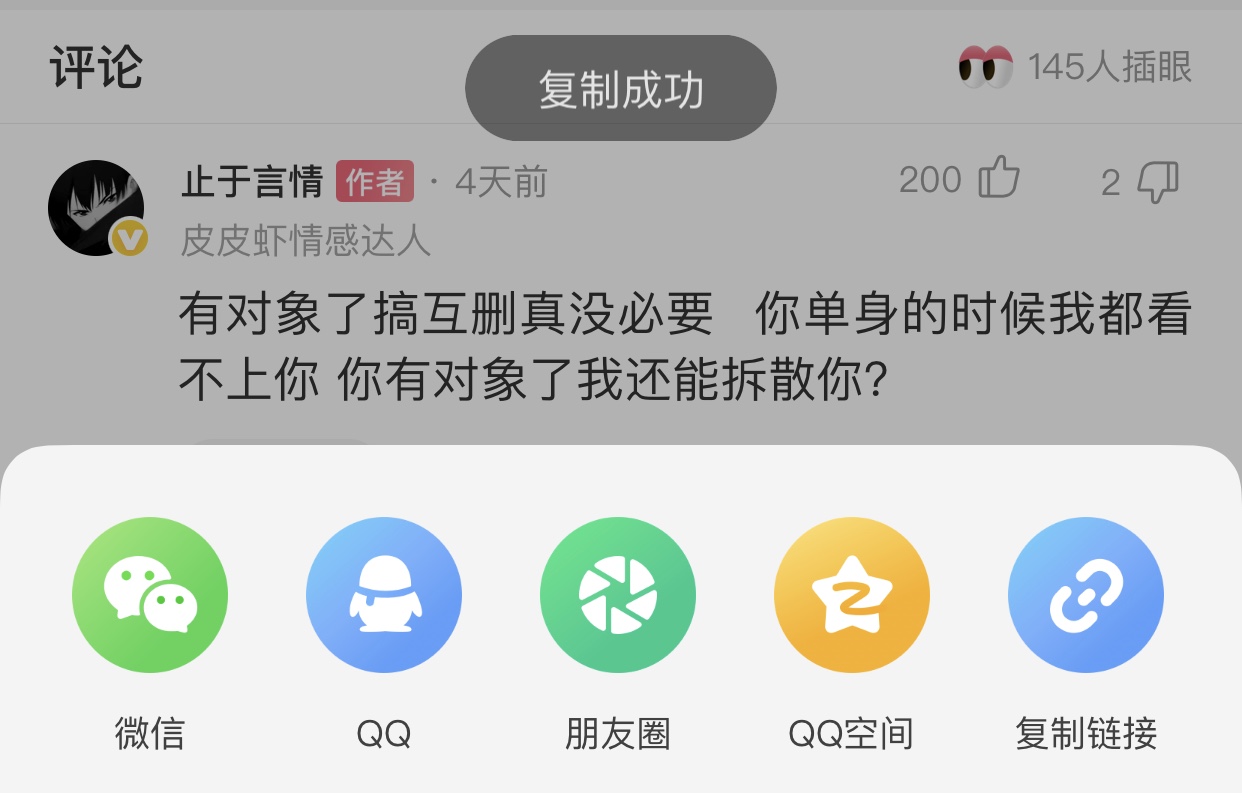 评论
复制成功
145人插眼
止于言情 作者 · 4天前
200
2
皮皮虾情感达人
有对象了搞互删真没必要 你单身的时候我都看
不上你 你有对象了我还能拆散你?
微信
QQ
朋友圈
QQ空间
复制链接